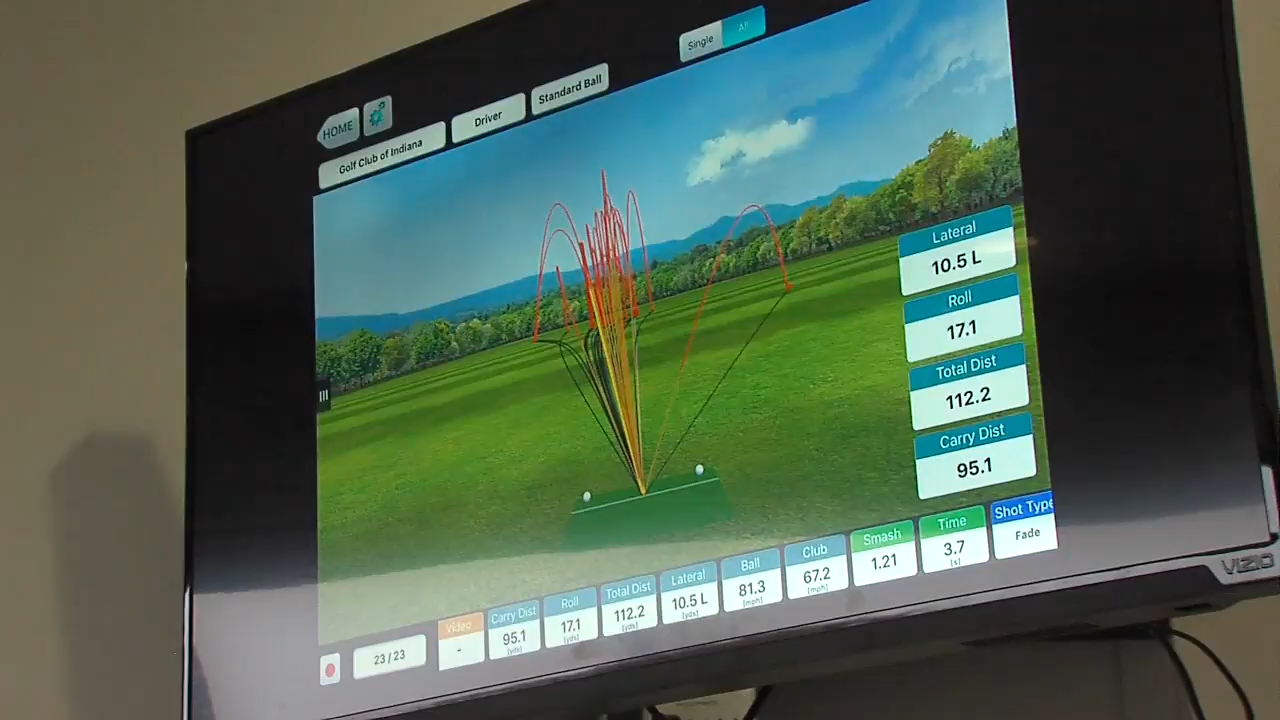 Single
All
HOME
Golf Club of Indiana
Driver
Standard Ball
Lateral
10.5 L
Roll
17.1
Total Dist
112.2
Carry Dist
95.1
Video
-
Carry Dist
95.1
[yds]
Roll
17.1
[yds]
Total Dist
112.2
[yds]
Lateral
10.5 L
[yds]
Ball
81.3
[mph]
Club
67.2
[mph]
Smash
1.21
Time
3.7
[s]
Shot Type
Fade
23 / 23
VIZIO